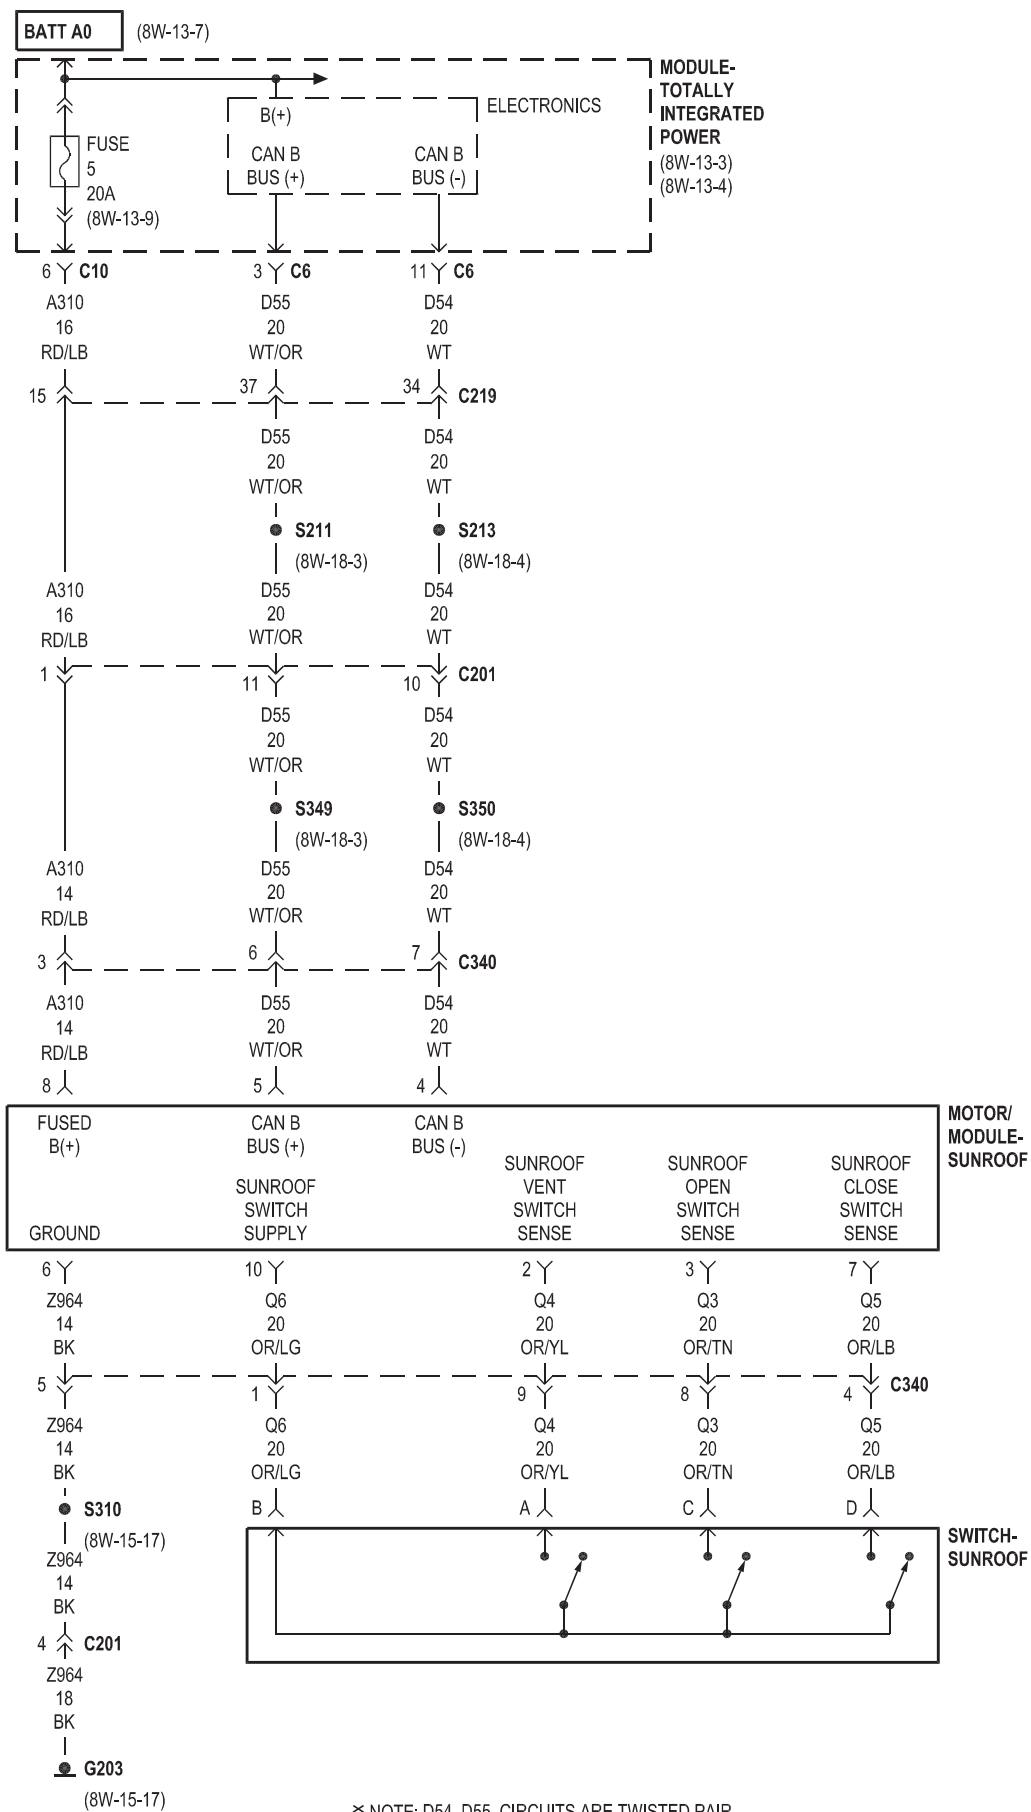 BATT A0 (8W-13-7)
MODULE-
TOTALLY
INTEGRATED
POWER
(8W-13-3)
(8W-13-4)
ELECTRONICS
B(+)
FUSE
5
20A
(8W-13-9)
CAN B
BUS (+)
CAN B
BUS (-)
6 C10 3 C6 11 C6
A310 D55 D54
16 20 20
RD/LB WT/OR WT
15 37 34 C219
D55 D54
20 20
WT/OR WT
S211 S213
(8W-18-3) (8W-18-4)
A310 D55 D54
16 20 20
RD/LB WT/OR WT
1 11 10 C201
D55 D54
20 20
WT/OR WT
S349 S350
(8W-18-3) (8W-18-4)
A310 D55 D54
14 20 20
RD/LB WT/OR WT
3 6 7 C340
A310 D55 D54
14 20 20
RD/LB WT/OR WT
8 5 4
FUSED
B(+)
CAN B
BUS (+)
CAN B
BUS (-)
MOTOR/
MODULE-
SUNROOF
GROUND
SUNROOF
SWITCH
SUPPLY
SUNROOF
VENT
SWITCH
SENSE
SUNROOF
OPEN
SWITCH
SENSE
SUNROOF
CLOSE
SWITCH
SENSE
6 10 2 3 7
Z964 Q6 Q4 Q3 Q5
14 20 20 20 20
BK OR/LG OR/YL OR/TN OR/LB
5 1 9 8 4 C340
Z964 Q6 Q4 Q3 Q5
14 20 20 20 20
BK OR/LG OR/YL OR/TN OR/LB
S310 B A C D
(8W-15-17)
SWITCH-
SUNROOF
Z964
14
BK
4 C201
Z964
18
BK
G203
(8W-15-17)
* NOTE: D54, D55, CIRCUITS ARE TWISTED PAIR